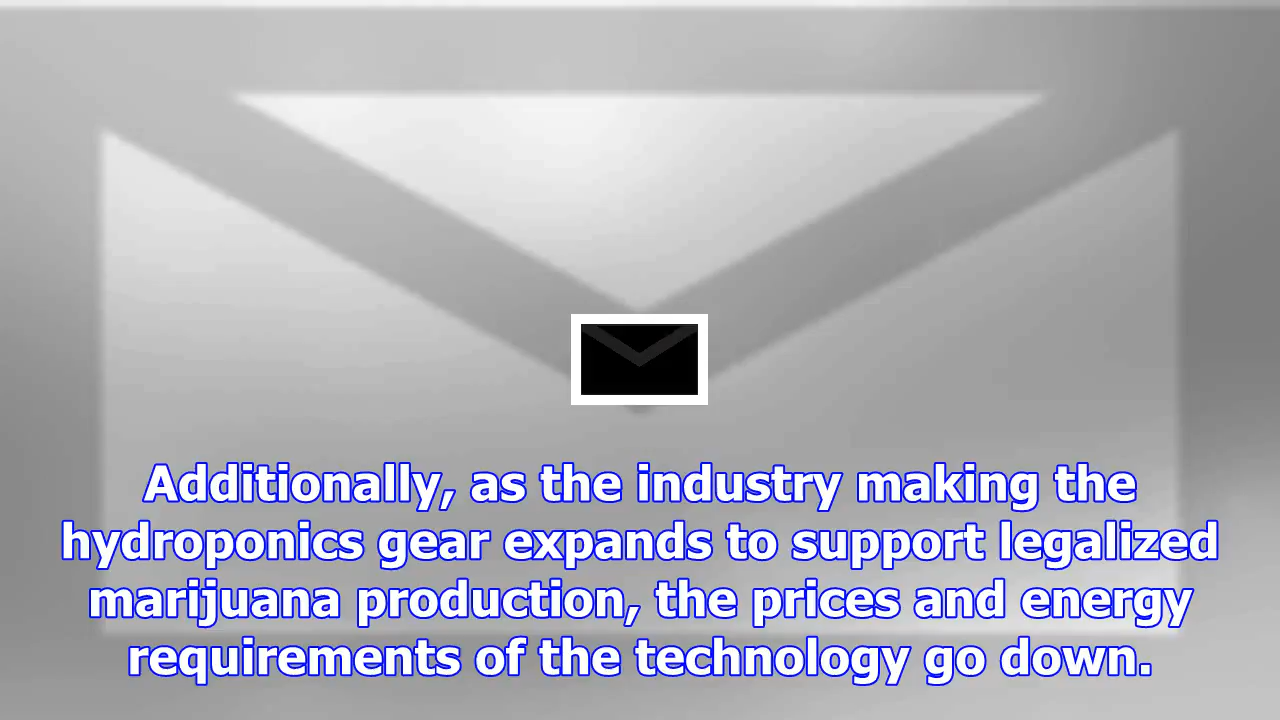 Additionally, as the industry making the
hydroponics gear expands to support legalized
marijuana production, the prices and energy
requirements of the technology go down.